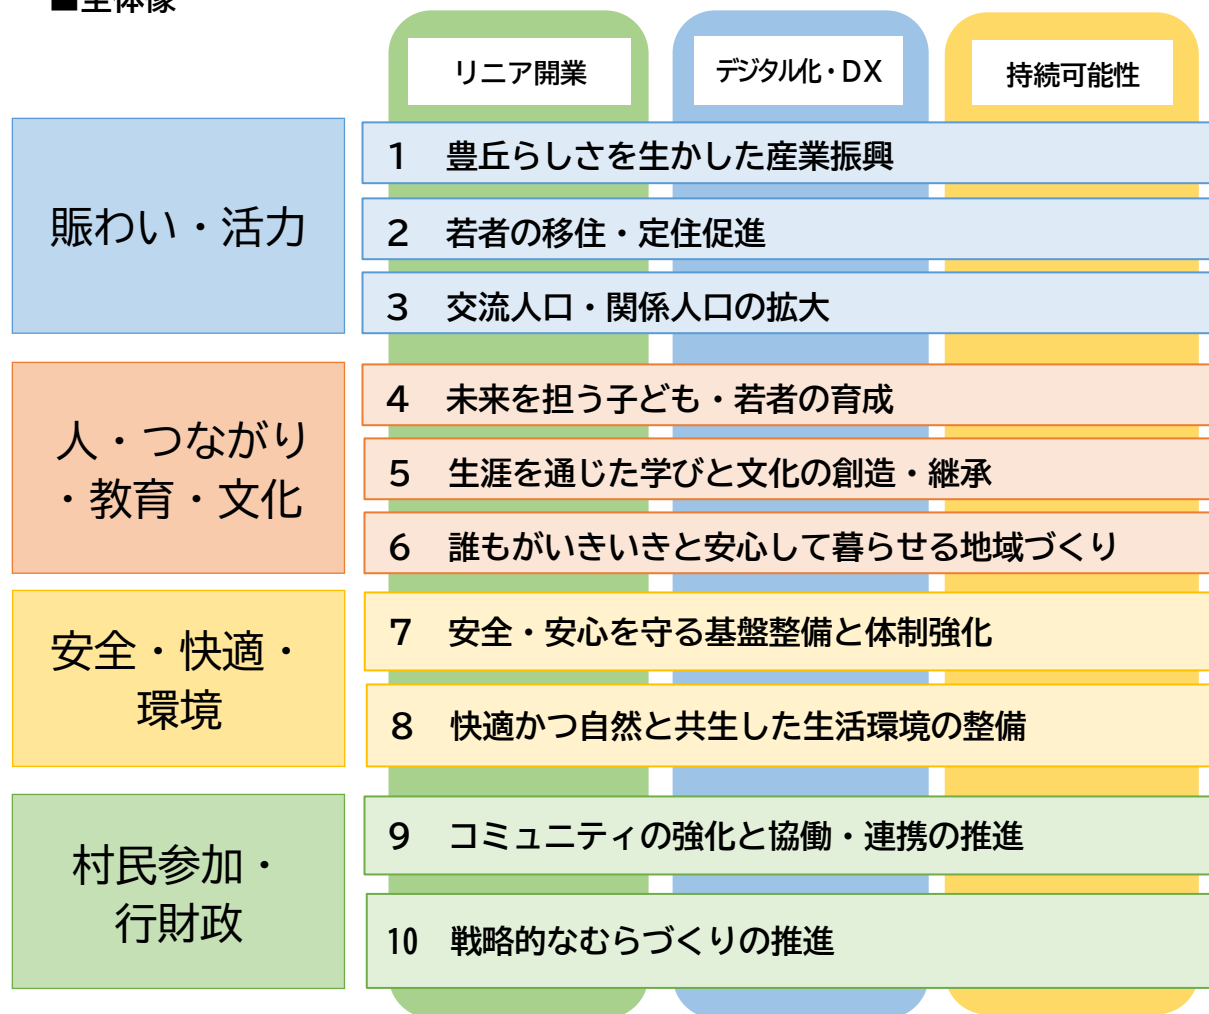 ■全体像
リニア開業
デジタル化・DX
持続可能性
賑わい・活力
1 豊丘らしさを生かした産業振興
2 若者の移住・定住促進
3 交流人口・関係人口の拡大
人・つながり
・教育・文化
4 未来を担う子ども・若者の育成
5 生涯を通じた学びと文化の創造・継承
6 誰もがいきいきと安心して暮らせる地域づくり
安全・快適・
環境
7 安全・安心を守る基盤整備と体制強化
8 快適かつ自然と共生した生活環境の整備
村民参加・
行財政
9 コミュニティの強化と協働・連携の推進
10 戦略的なむらづくりの推進